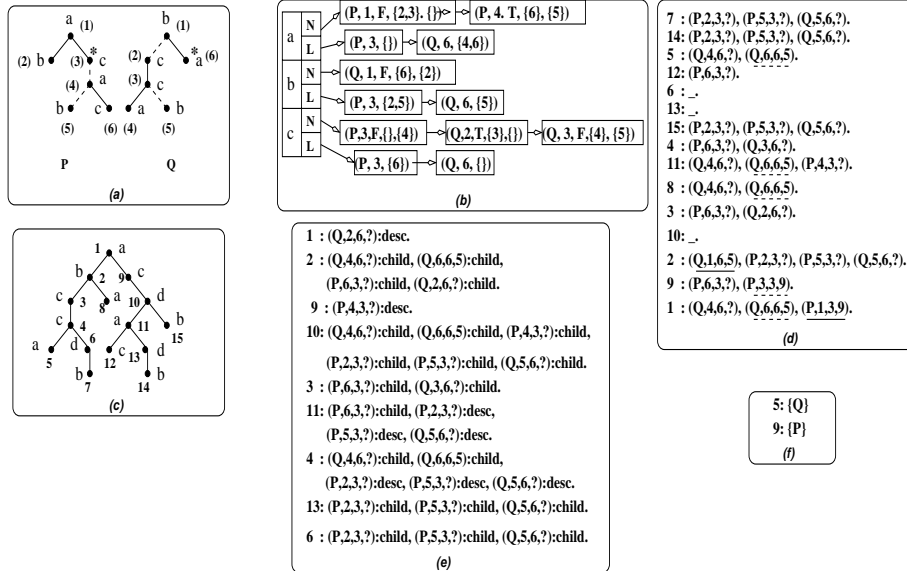 a (1)
(2) b
(3) * c
(4) a
b c
(5) (6)
P
b (1)
(2) c
* a (6)
(3) c
a b
(4) (5)
Q
(a)
a
N (P, 1, F, {2,3}. {}) (P, 4. T, {6}, {5})
L (P, 3, {}) (Q, 6, {4,6})
b
N (Q, 1, F, {6}, {2})
L (P, 3, {2,5}) (Q, 6, {5})
c
N (P,3,F,{},{4}) (Q,2,T,{3},{}) (Q, 3, F,{4}, {5})
L (P, 3, {6}) (Q, 6, {})
(b)
1 a
b 2 9 c
c 3 a 8 10 d
c 4 a 11 b 15
a 5 d 6 c 12 13 d
b 7 14 b
(c)
7 : (P,2,3,?), (P,5,3,?), (Q,5,6,?).
14: (P,2,3,?), (P,5,3,?), (Q,5,6,?).
5 : (Q,4,6,?), (Q,6,6,5).
12: (P,6,3,?).
6 : _.
13: _.
15: (P,2,3,?), (P,5,3,?), (Q,5,6,?).
4 : (P,6,3,?), (Q,3,6,?).
11: (Q,4,6,?), (Q,6,6,5), (P,4,3,?).
8 : (Q,4,6,?), (Q,6,6,5).
3 : (P,6,3,?), (Q,2,6,?).
10: _.
2 : (Q,1,6,5), (P,2,3,?), (P,5,3,?), (Q,5,6,?).
9 : (P,6,3,?), (P,3,3,9).
1 : (Q,4,6,?), (Q,6,6,5), (P,1,3,9).
(d)
1 : (Q,2,6,?):desc.
2 : (Q,4,6,?):child, (Q,6,6,5):child,
(P,6,3,?):child, (Q,2,6,?):child.
9 : (P,4,3,?):desc.
10: (Q,4,6,?):child, (Q,6,6,5):child, (P,4,3,?):child,
(P,2,3,?):child, (P,5,3,?):child, (Q,5,6,?):child.
3 : (P,6,3,?):child, (Q,3,6,?):child.
11: (P,6,3,?):child, (P,2,3,?):desc,
(P,5,3,?):desc, (Q,5,6,?):desc.
4 : (Q,4,6,?):child, (Q,6,6,5):child,
(P,2,3,?):desc, (P,5,3,?):desc, (Q,5,6,?):desc.
13: (P,2,3,?):child, (P,5,3,?):child, (Q,5,6,?):child.
6 : (P,2,3,?):child, (P,5,3,?):child, (Q,5,6,?):child.
(e)
5: {Q}
9: {P}
(f)